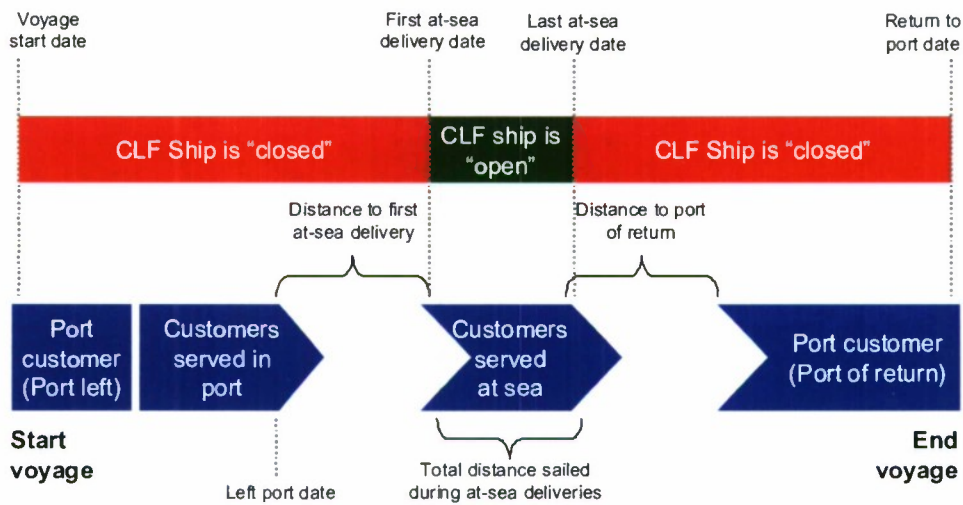 Voyage
start date
First at-sea
delivery date
Last at-sea
delivery date
Return to
port date
CLF Ship is “closed”
CLF ship is
“open”
CLF Ship is “closed”
Distance to first
at-sea delivery
Distance to port
of return
Port
customer
(Port left)
Customers
served in
port
Customers
served
at sea
Port customer
(Port of return)
Start
voyage
Left port date
Total distance sailed
during at-sea deliveries
End
voyage